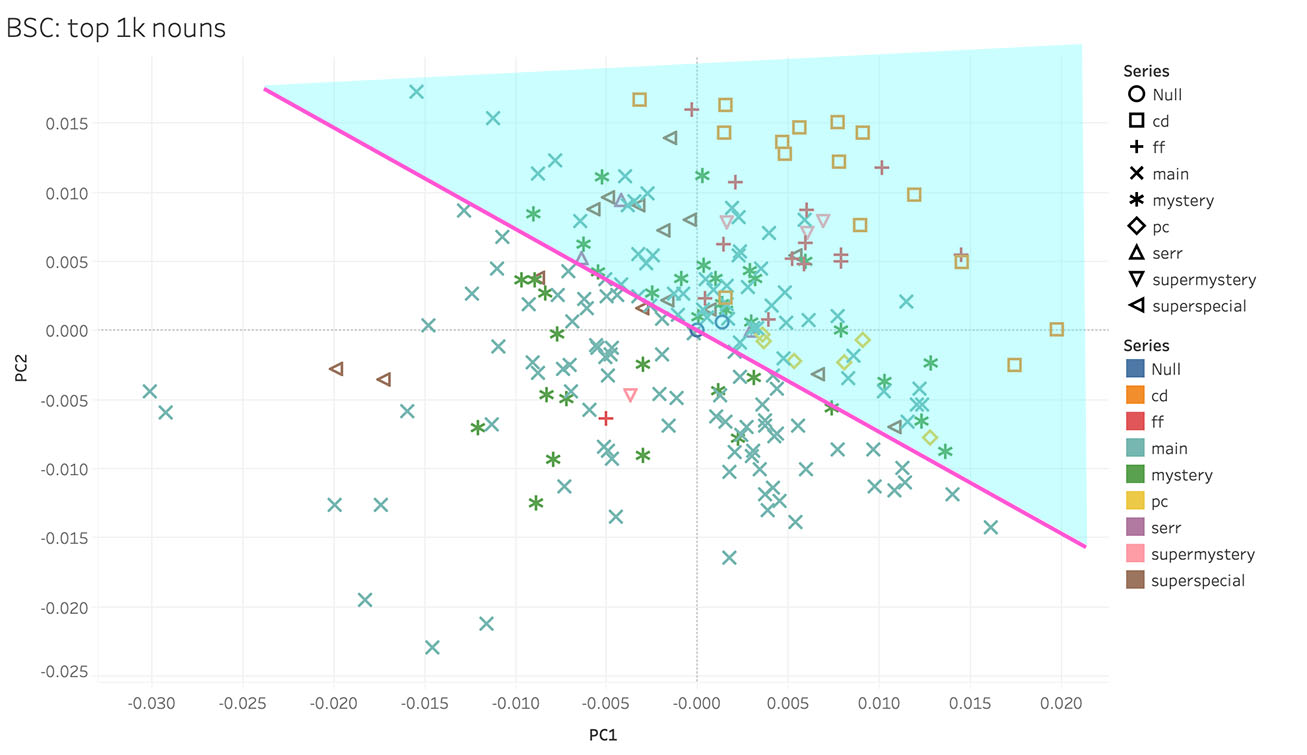 BSC: top 1k nouns
Series
Null
cd
ff
main
mystery
pc
serr
supermystery
superspecial
Series
Null
cd
ff
main
mystery
pc
serr
supermystery
superspecial
PC2
0.015
0.010
0.005
0.000
-0.005
-0.010
-0.015
-0.020
-0.025
-0.030 -0.025 -0.020 -0.015 -0.010 -0.005 -0.000 0.005 0.010 0.015 0.020
PC1